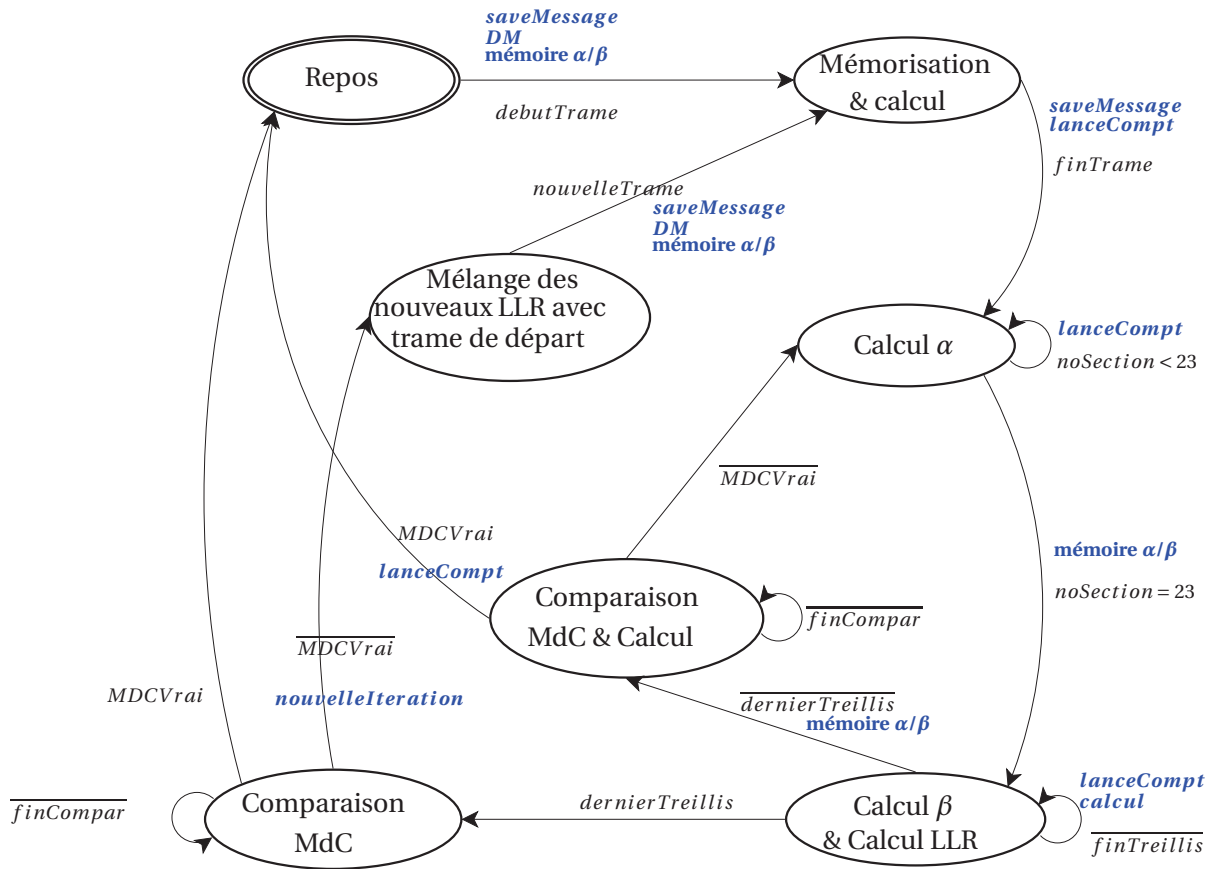 saveMessage
DM
mémoire α/β
Repos
debutTrame
Mémorisation
& calcul
saveMessage
lanceCompt
finTrame
nouvelleTrame
saveMessage
DM
mémoire α/β
Mélange des
nouveaux LLR avec
trame de départ
Calcul α
lanceCompt
noSection < 23
MDCVrai
MDCVrai
lanceCompt
mémoire α/β
noSection = 23
Comparaison
MdC & Calcul
finCompar
MDCVrai
nouvelleIteration
MDCVrai
dernierTreillis
mémoire α/β
finCompar
Comparaison
MdC
dernierTreillis
Calcul β
& Calcul LLR
lanceCompt
calcul
finTreillis